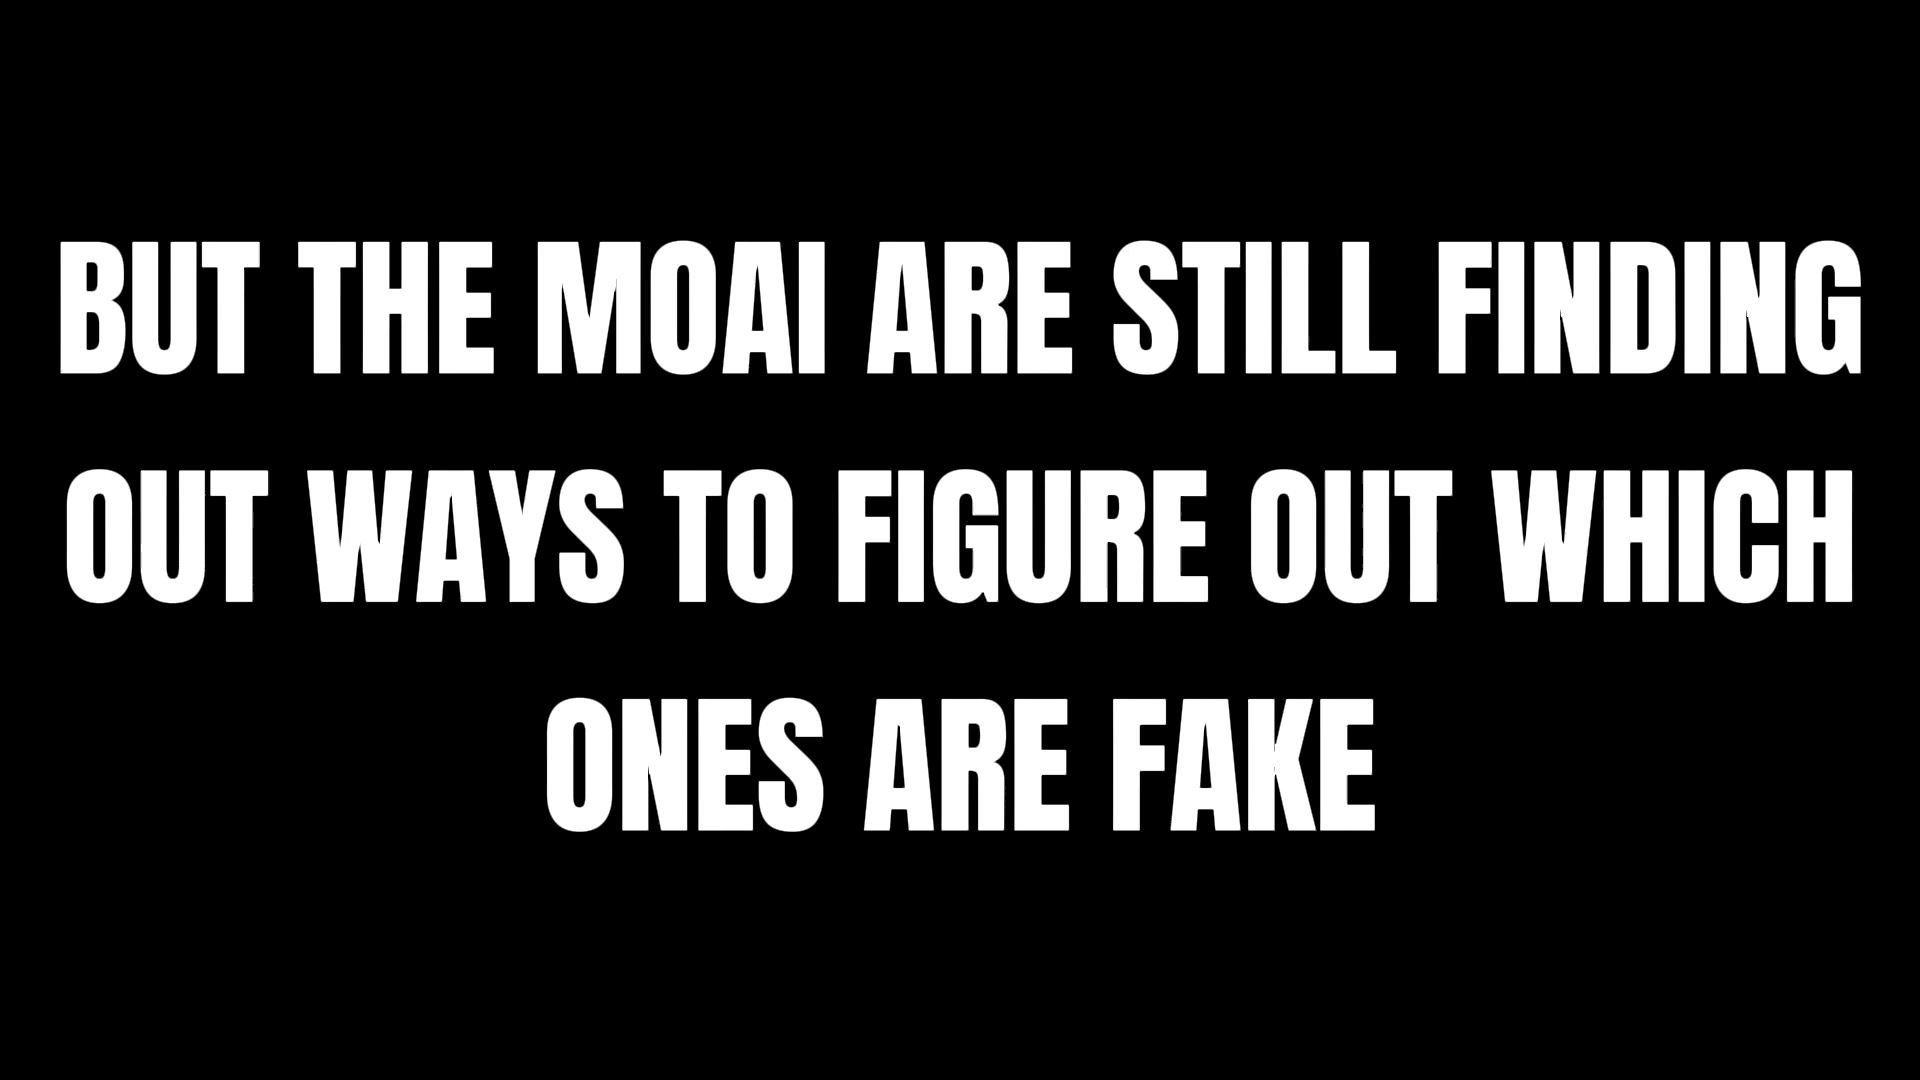 BUT THE MOAI ARE STILL FINDING
OUT WAYS TO FIGURE OUT WHICH
ONES ARE FAKE